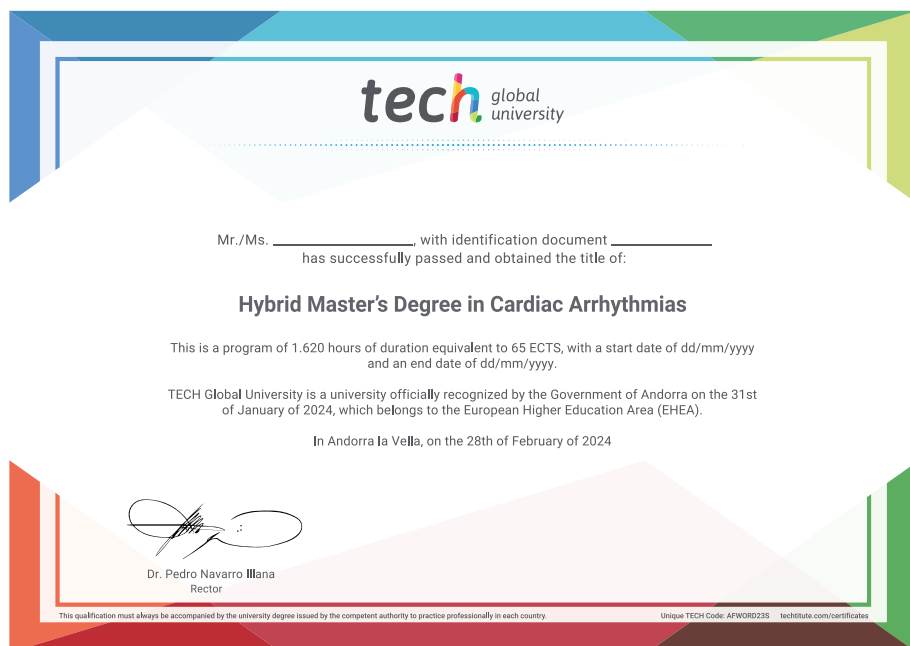 tech global
university
Mr./Ms. ____________________, with identification document ______________
has successfully passed and obtained the title of:
Hybrid Master’s Degree in Cardiac Arrhythmias
This is a program of 1.620 hours of duration equivalent to 65 ECTS, with a start date of dd/mm/yyyy
and an end date of dd/mm/yyyy.
TECH Global University is a university officially recognized by the Government of Andorra on the 31st
of January of 2024, which belongs to the European Higher Education Area (EHEA).
In Andorra la Vella, on the 28th of February of 2024
Dr. Pedro Navarro Illana
Rector
This qualification must always be accompanied by the university degree issued by the competent authority to practice professionally in each country. Unique TECH Code: AFWORD23S techtitute.com/certificates